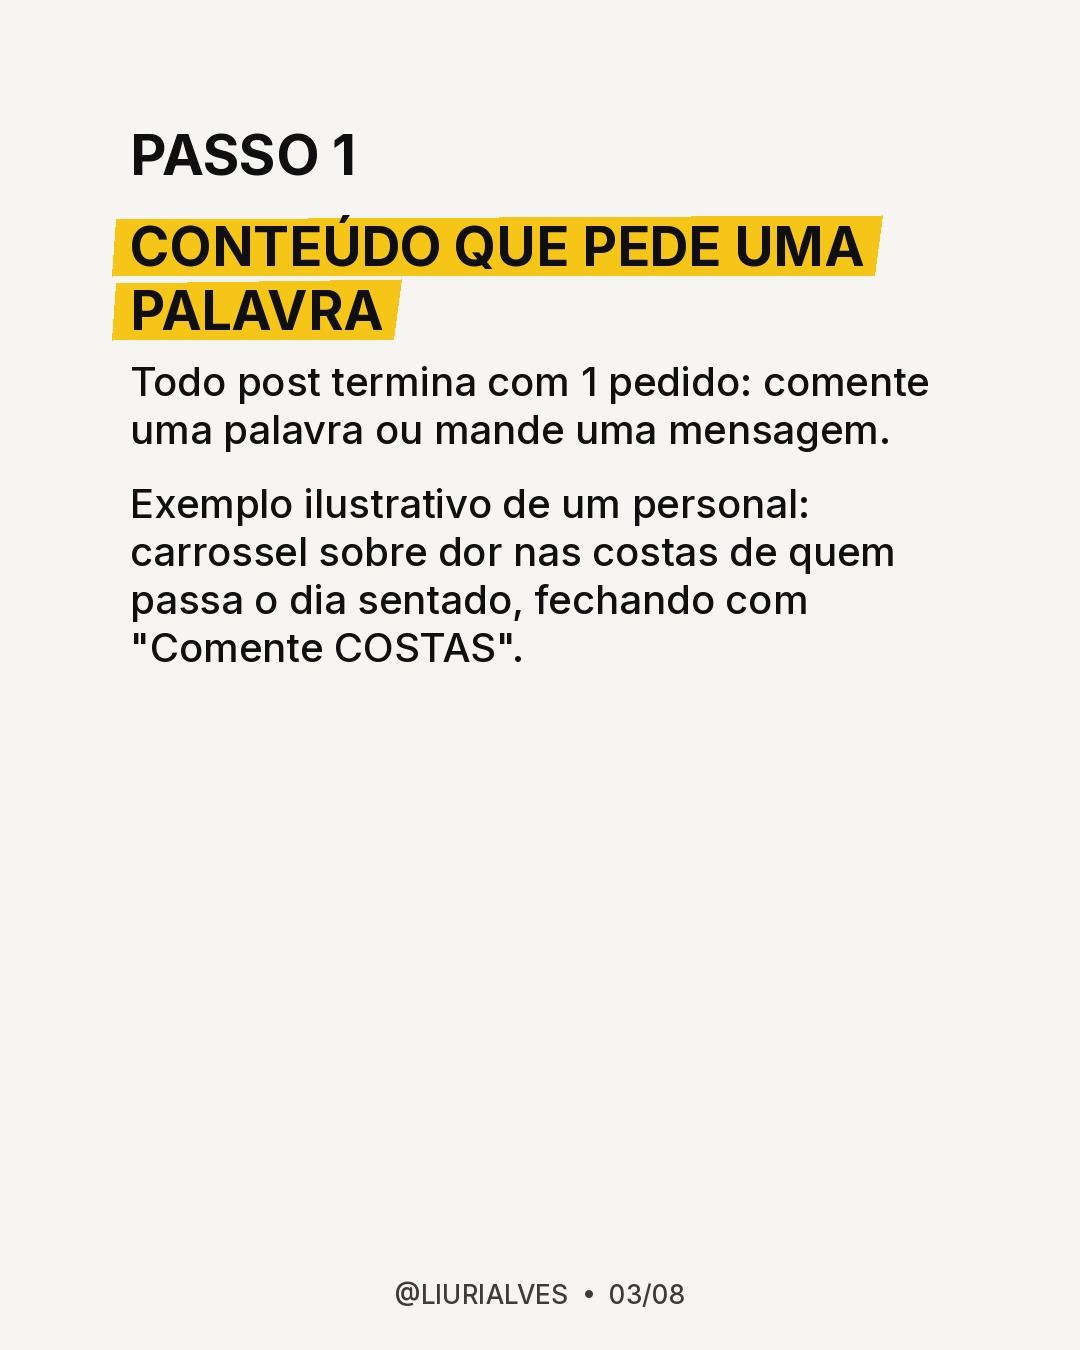 PASSO 1
CONTEÚDO QUE PEDE UMA
PALAVRA
Todo post termina com 1 pedido: comente
uma palavra ou mande uma mensagem.
Exemplo ilustrativo de um personal:
carrossel sobre dor nas costas de quem
passa o dia sentado, fechando com
"Comente COSTAS".
@LIURIALVES • 03/08